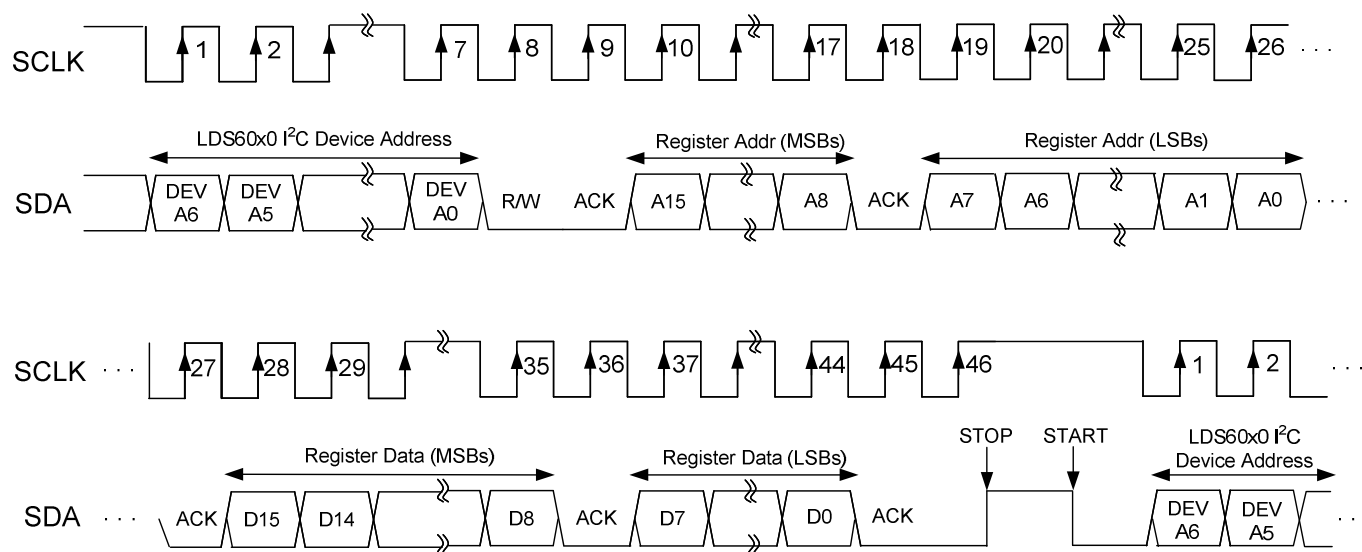 SCLK 1 2 7 8 9 10 17 18 19 20 25 26 · · ·
LDS60x0 I²C Device Address Register Addr (MSBs) Register Addr (LSBs)
SDA DEV A6 DEV A5 DEV A0 R/W ACK A15 A8 ACK A7 A6 A1 A0 · · ·
SCLK · · · 27 28 29 35 36 37 44 45 46 1 2 · · ·
STOP START LDS60x0 I²C Device Address
Register Data (MSBs) Register Data (LSBs)
SDA · · · ACK D15 D14 D8 ACK D7 D0 ACK DEV A6 DEV A5 · · ·